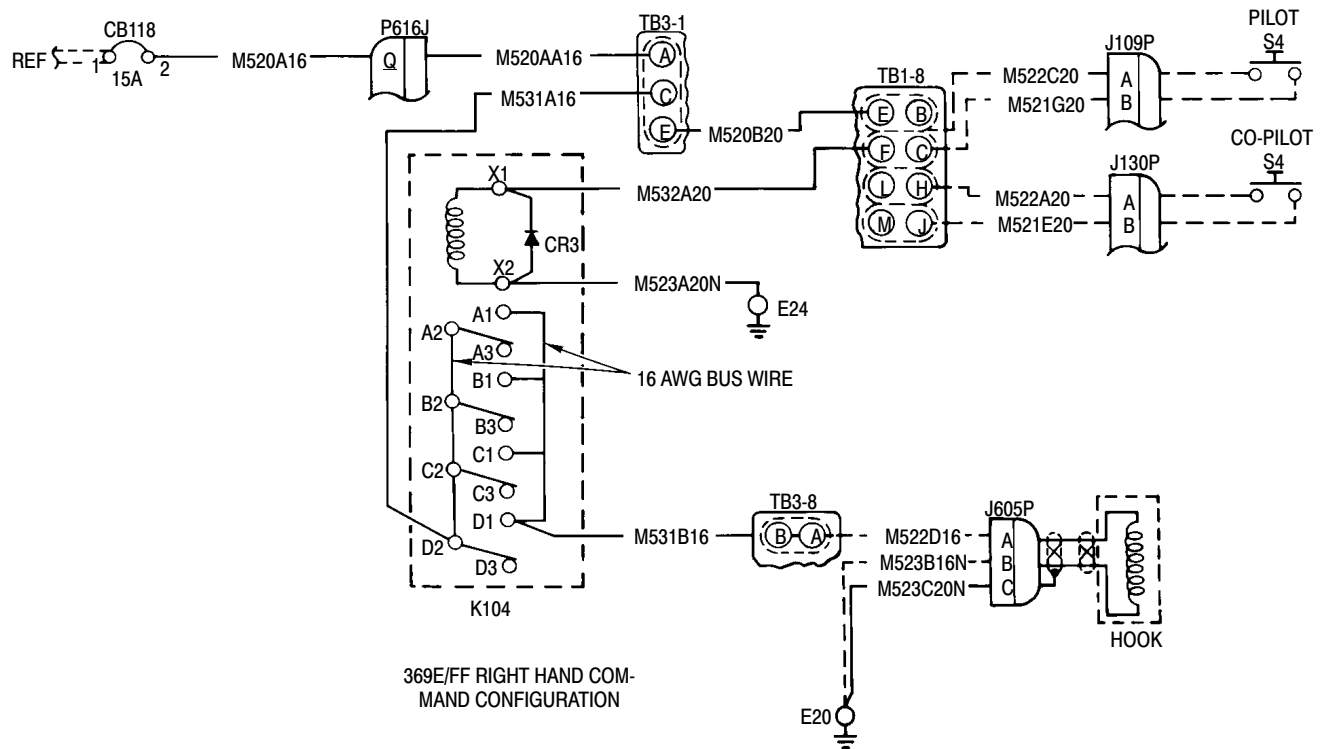 CB118
REF
1
2
15A
M520A16
P616J
Q
M520AA16
M531A16
TB3-1
A
C
E
M520B20
TB1-8
E
B
F
C
L
H
M
J
M522C20
M521G20
J109P
A
B
PILOT
S4
M522A20
M521E20
J130P
A
B
CO-PILOT
S4
X1
M532A20
CR3
X2
M523A20N
E24
A1
A2
A3
B1
16 AWG BUS WIRE
B2
B3
C1
C2
C3
D1
D2
D3
K104
M531B16
TB3-8
B
A
M522D16
M523B16N
M523C20N
J605P
A
B
C
HOOK
E20
369E/FF RIGHT HAND COM-
MAND CONFIGURATION